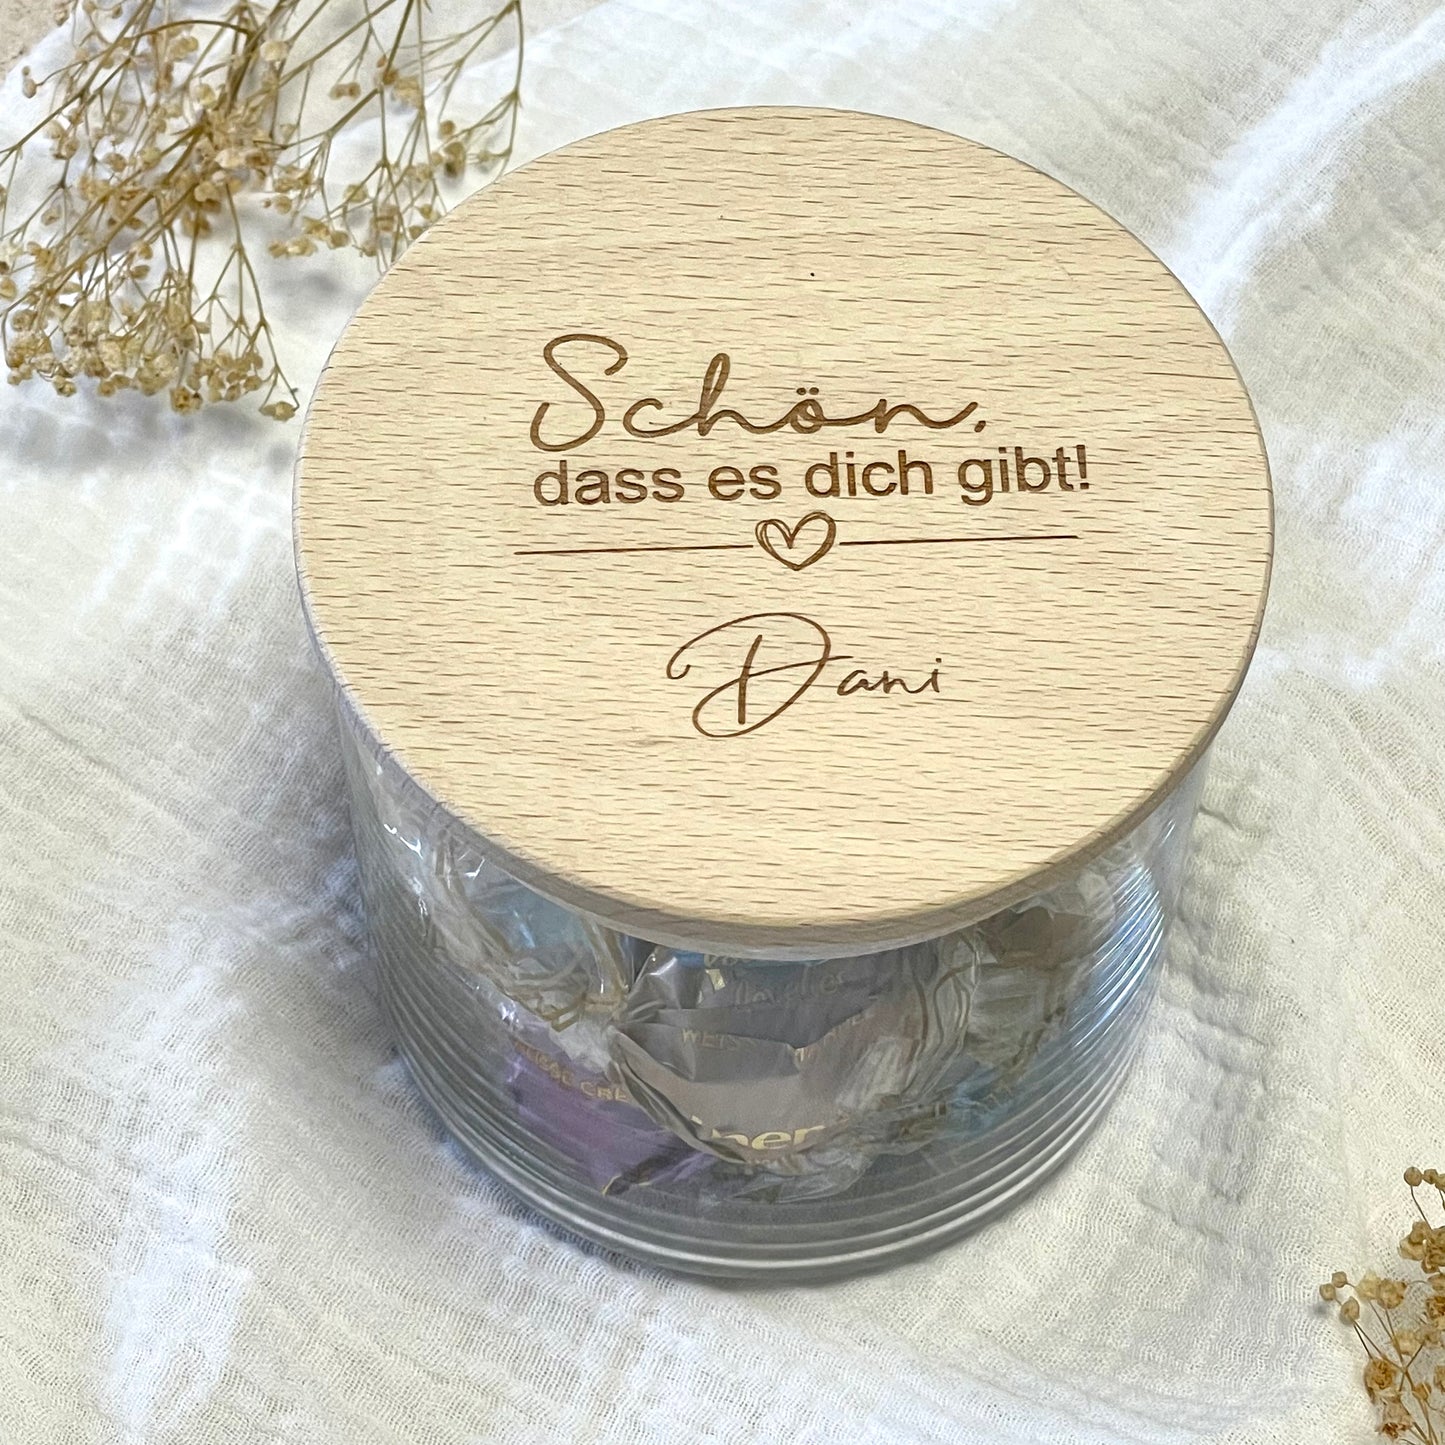 Schön,
dass es dich gibt!
Dani